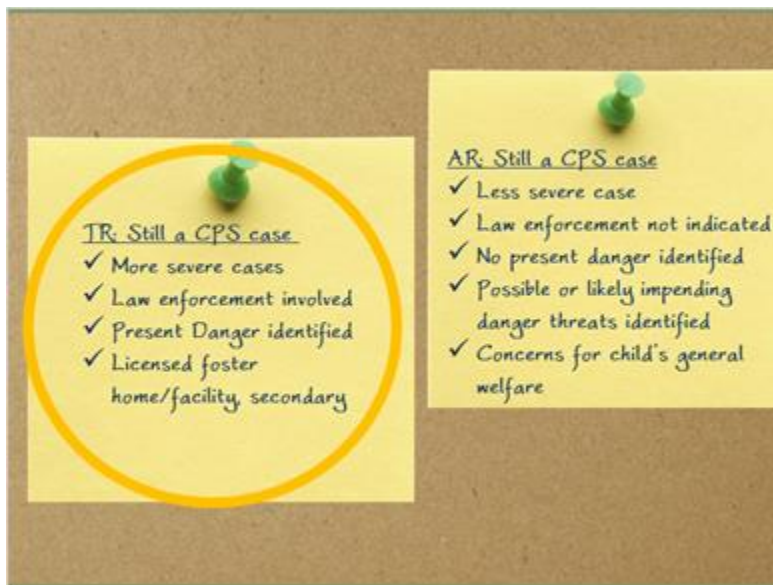 TR: Still a CPS case
✓ More severe cases
✓ Law enforcement involved
✓ Present Danger identified
✓ Licensed foster
home/facility, secondary
AR: Still a CPS case
✓ Less severe case
✓ Law enforcement not indicated
✓ No present danger identified
✓ Possible or likely impending
danger threats identified
✓ Concerns for child's general
welfare